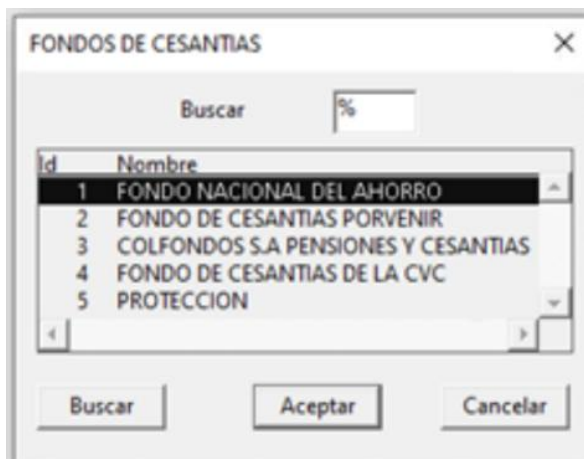 FONDOS DE CESANTIAS
Buscar %
Id Nombre
1 FONDO NACIONAL DEL AHORRO
2 FONDO DE CESANTIAS PORVENIR
3 COLFONDOS S.A PENSIONES Y CESANTIAS
4 FONDO DE CESANTIAS DE LA CVC
5 PROTECCION
Buscar Aceptar Cancelar